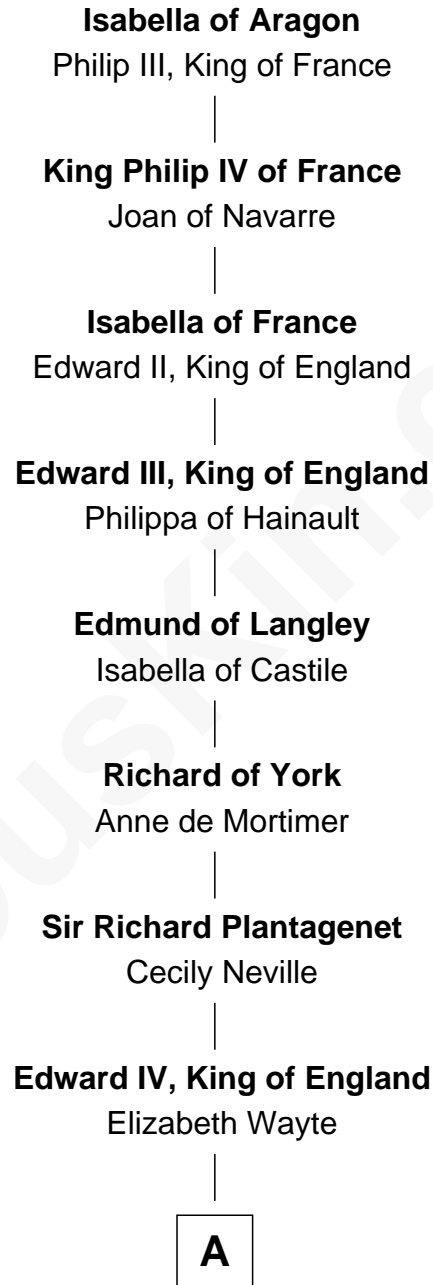 Isabella of Aragon
Philip III, King of France
King Philip IV of France
Joan of Navarre
Isabella of France
Edward II, King of England
Edward III, King of England
Philippa of Hainault
Edmund of Langley
Isabella of Castile
Richard of York
Anne de Mortimer
Sir Richard Plantagenet
Cecily Neville
Edward IV, King of England
Elizabeth Wayte
A